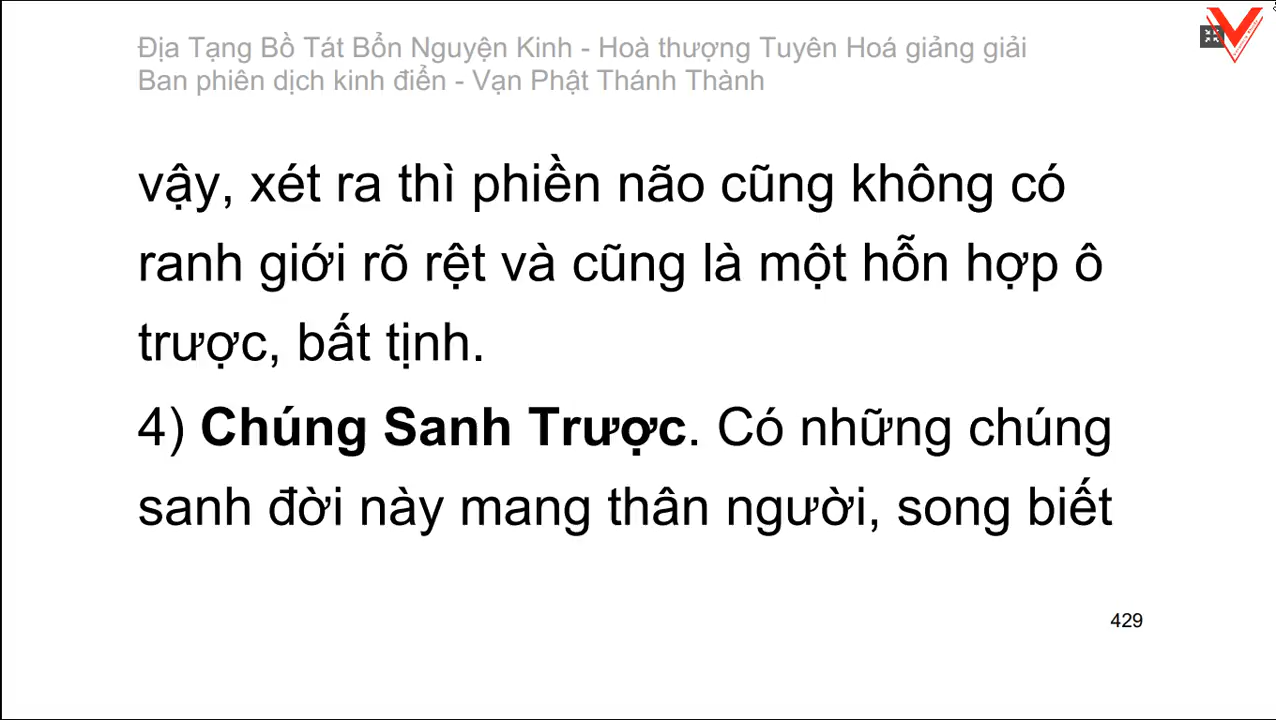 Địa Tạng Bồ Tát Bổn Nguyện Kinh - Hoà thượng Tuyên Hoá giảng giải
Ban phiên dịch kinh điển - Vạn Phật Thánh Thành
vậy, xét ra thì phiền não cũng không có
ranh giới rõ rệt và cũng là một hỗn hợp ô
trược, bất tịnh.
4) Chúng Sanh Trược. Có những chúng
sanh đời này mang thân người, song biết
429